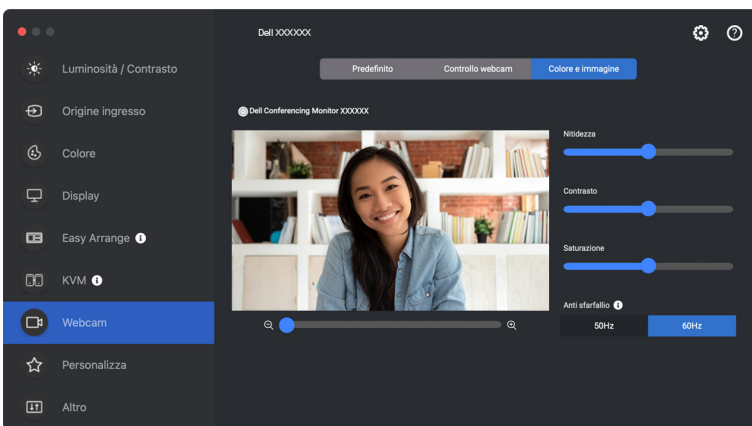 Dell XXXXXX
Luminosità / Contrasto
Origine ingresso
Colore
Display
Easy Arrange
KVM
Webcam
Personalizza
Altro
Predefinito
Controllo webcam
Colore e immagine
Dell Conferencing Monitor XXXXXX
Nitidezza
Contrasto
Saturazione
Anti sfarfallio
50Hz
60Hz